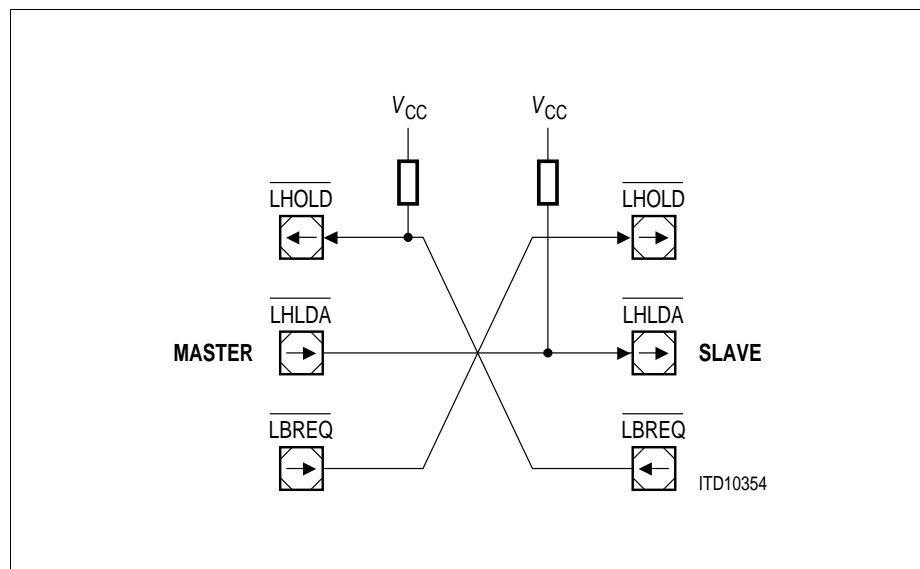 VCC VCC
LHOLD LHOLD
LHLDA LHLDA
MASTER SLAVE
LBREQ LBREQ
ITD10354